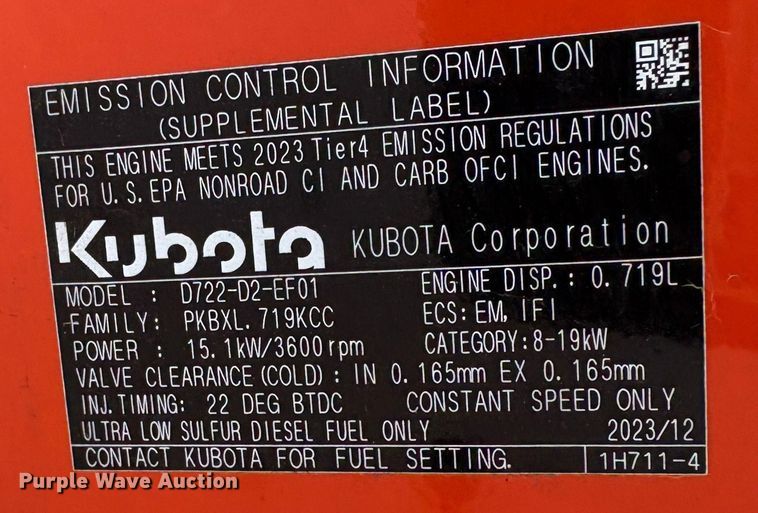 EMISSION CONTROL INFORMATION
(SUPPLEMENTAL LABEL)
THIS ENGINE MEETS 2023 Tier4 EMISSION REGULATIONS
FOR U.S. EPA NONROAD CI AND CARB OFCI ENGINES.
Kubota KUBOTA Corporation
MODEL : D722-D2-EF01 ENGINE DISP.: 0.719L
FAMILY: PKBXL.719KCC ECS: EM, IFI
POWER : 15.1kW/3600rpm CATEGORY:8-19kW
VALVE CLEARANCE(COLD) : IN 0.165mm EX 0.165mm
INJ.TIMING: 22 DEG BTDC CONSTANT SPEED ONLY
ULTRA LOW SULFUR DIESEL FUEL ONLY 2023/12
CONTACT KUBOTA FOR FUEL SETTING. 1H711-4
Purple Wave Auction